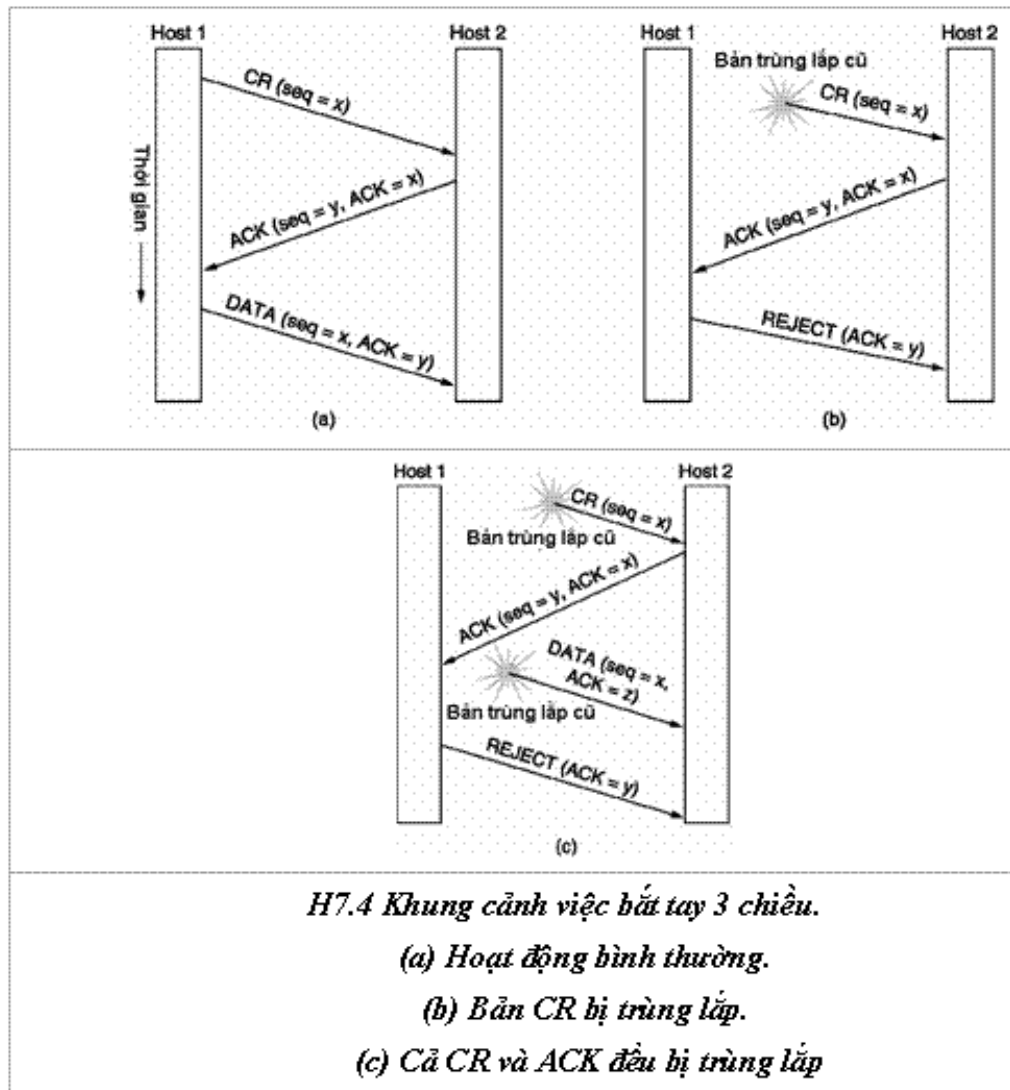 Host 1
Host 2
CR (seq = x)
Thời gian
ACK (seq = y, ACK = x)
DATA (seq = x, ACK = y)
(a)
Host 1
Host 2
Bản trùng lắp cũ
CR (seq = x)
ACK (seq = y, ACK = x)
REJECT (ACK = y)
(b)
Host 1
Host 2
CR (seq = x)
Bản trùng lắp cũ
ACK (seq = y, ACK = x)
DATA (seq = x,
ACK = z)
Bản trùng lắp cũ
REJECT (ACK = y)
(c)
H7.4 Khung cảnh việc bắt tay 3 chiều.
(a) Hoạt động bình thường.
(b) Bản CR bị trùng lắp.
(c) Cả CR và ACK đều bị trùng lắp